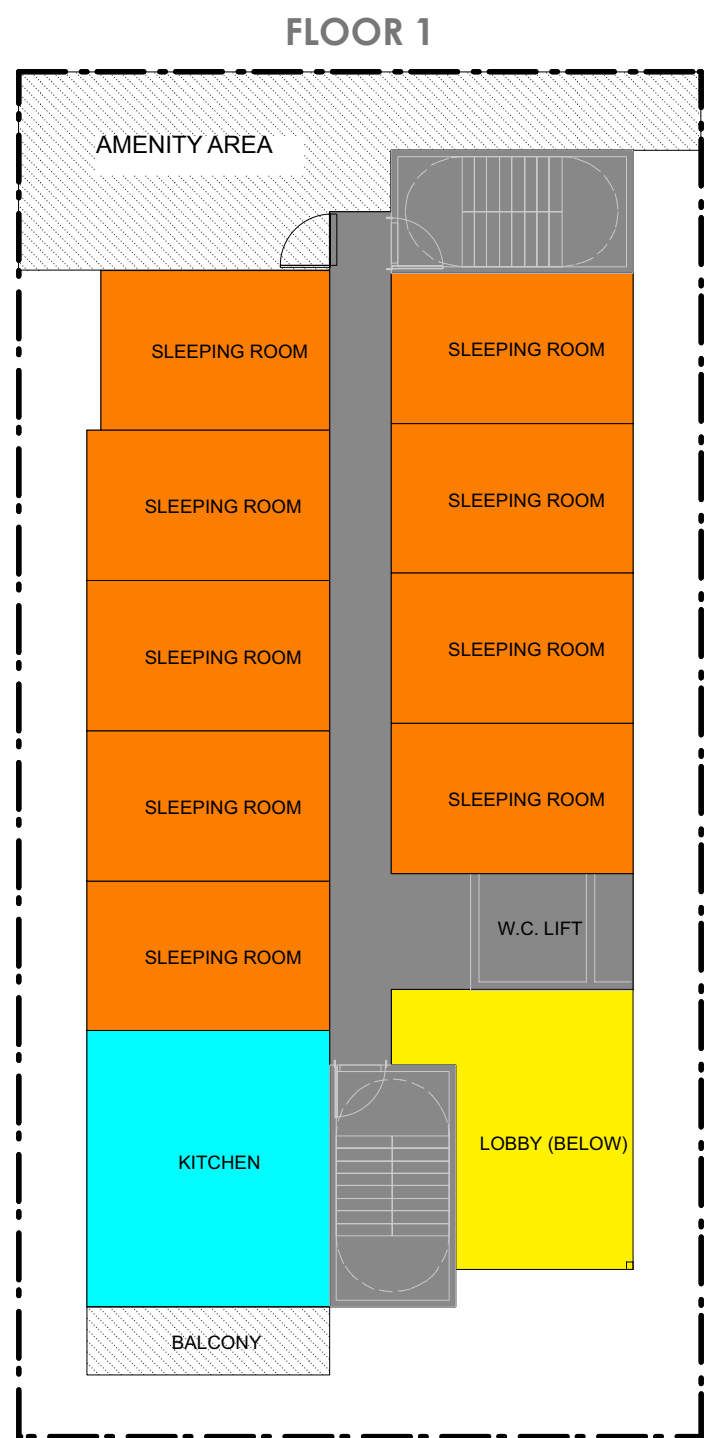 FLOOR 1
AMENITY AREA
SLEEPING ROOM
SLEEPING ROOM
SLEEPING ROOM
SLEEPING ROOM
SLEEPING ROOM
SLEEPING ROOM
SLEEPING ROOM
SLEEPING ROOM
W.C. LIFT
SLEEPING ROOM
LOBBY (BELOW)
KITCHEN
BALCONY